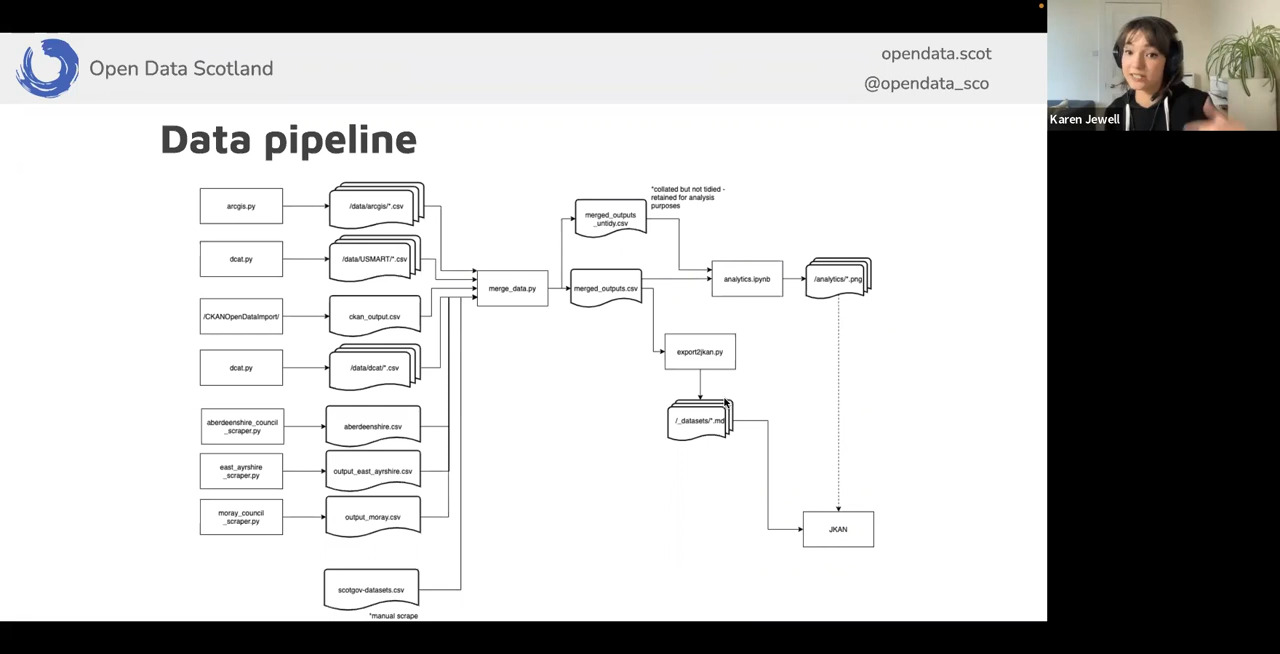 Open Data Scotland
opendata.scot
@opendata_sco
Karen Jewell
Data pipeline
arcgis.py
/data/arcgis/*.csv
dcat.py
/data/USMART/*.csv
/CKANOpenDataImport/
ckan_output.csv
dcat.py
/data/dcat/*.csv
aberdeenshire_council
_scraper.py
aberdeenshire.csv
east_ayrshire
_scraper.py
output_east_ayrshire.csv
moray_council
_scraper.py
output_moray.csv
scotgov-datasets.csv
*manual scrape
merge_data.py
merged_outputs
_untidy.csv
*collated but not tidied -
retained for analysis
purposes
merged_outputs.csv
analytics.ipynb
/analytics/*.png
export2jkan.py
/_datasets/*.md
JKAN